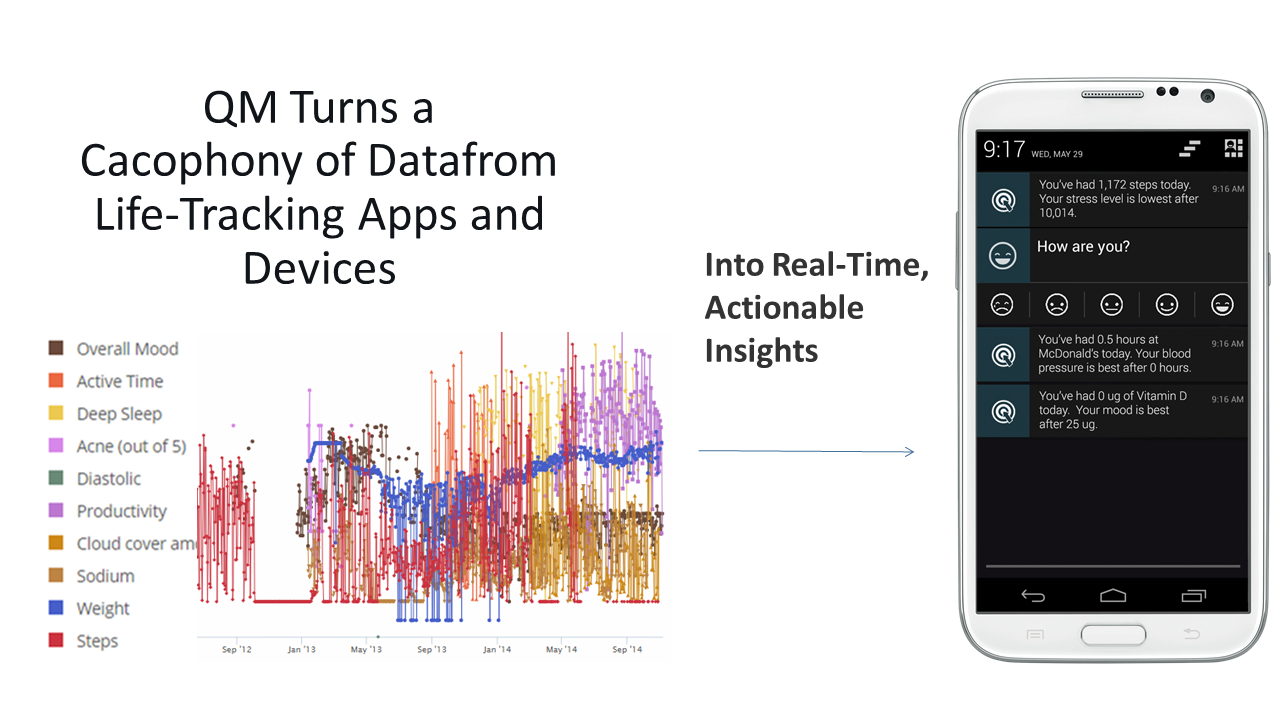 QM Turns a
Cacophony of Datafrom
Life-Tracking Apps and
Devices
Into Real-Time,
Actionable
Insights
Overall Mood
Active Time
Deep Sleep
Acne (out of 5)
Diastolic
Productivity
Cloud cover am
Sodium
Weight
Steps
Sep '12
Jan '13
May '13
Sep '13
Jan '14
May '14
Sep '14
9:17 WED, MAY 29
You've had 1,172 steps today. 9:16 AM
Your stress level is lowest after
10,014.
How are you?
You've had 0.5 hours at 9:16 AM
McDonald's today. Your blood
pressure is best after 0 hours.
You've had 0 ug of Vitamin D 9:16 AM
today. Your mood is best
after 25 ug.